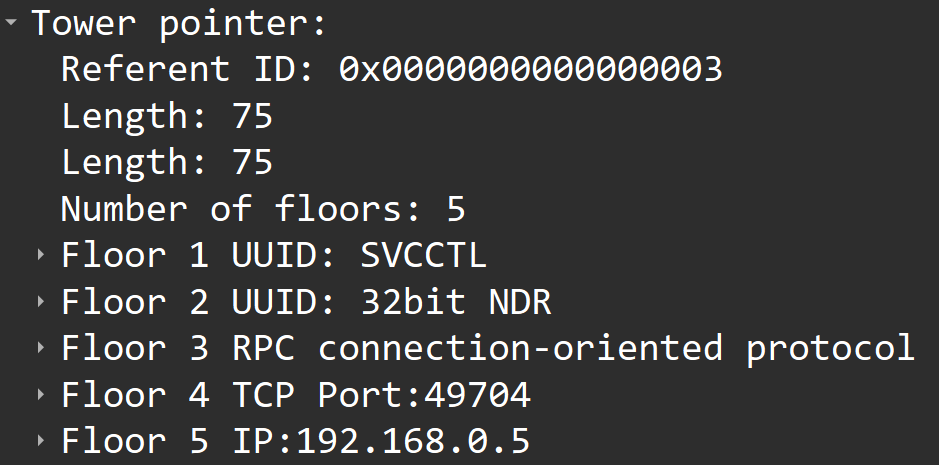 Tower pointer:
Referent ID: 0x0000000000000003
Length: 75
Length: 75
Number of floors: 5
Floor 1 UUID: SVCCTL
Floor 2 UUID: 32bit NDR
Floor 3 RPC connection-oriented protocol
Floor 4 TCP Port:49704
Floor 5 IP:192.168.0.5